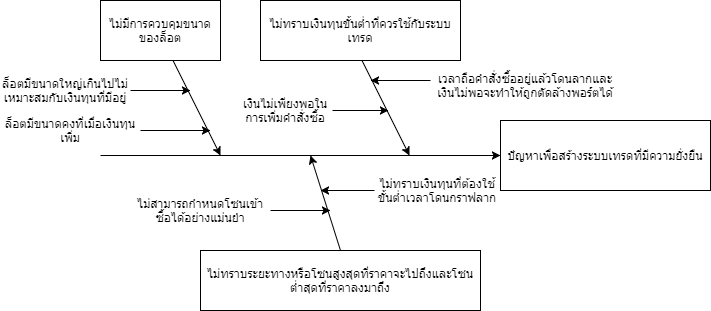 ไม่มีการควบคุมขนาด
ของล็อต
ไม่ทราบเงินทุนขั้นต่ำที่ควรใช้กับระบบ
เทรด
ล็อตมีขนาดใหญ่เกินไปไม่
เหมาะสมกับเงินทุนที่มีอยู่
เวลาถือคำสั่งซื้ออยู่แล้วโดนลากและ
เงินไม่พอจะทำให้ถูกตัดล้างพอร์ตได้
เงินไม่เพียงพอใน
การเพิ่มคำสั่งซื้อ
ล็อตมีขนาดคงที่เมื่อเงินทุน
เพิ่ม
ปัญหาเพื่อสร้างระบบเทรดที่มีความยั่งยืน
ไม่ทราบเงินทุนที่ต้องใช้
ขั้นต่ำเวลาโดนกราฟลาก
ไม่สามารถกำหนดโซนเข้า
ซื้อได้อย่างแม่นยำ
ไม่ทราบระยะทางหรือโซนสูงสุดที่ราคาจะไปถึงและโซน
ต่ำสุดที่ราคาลงมาถึง